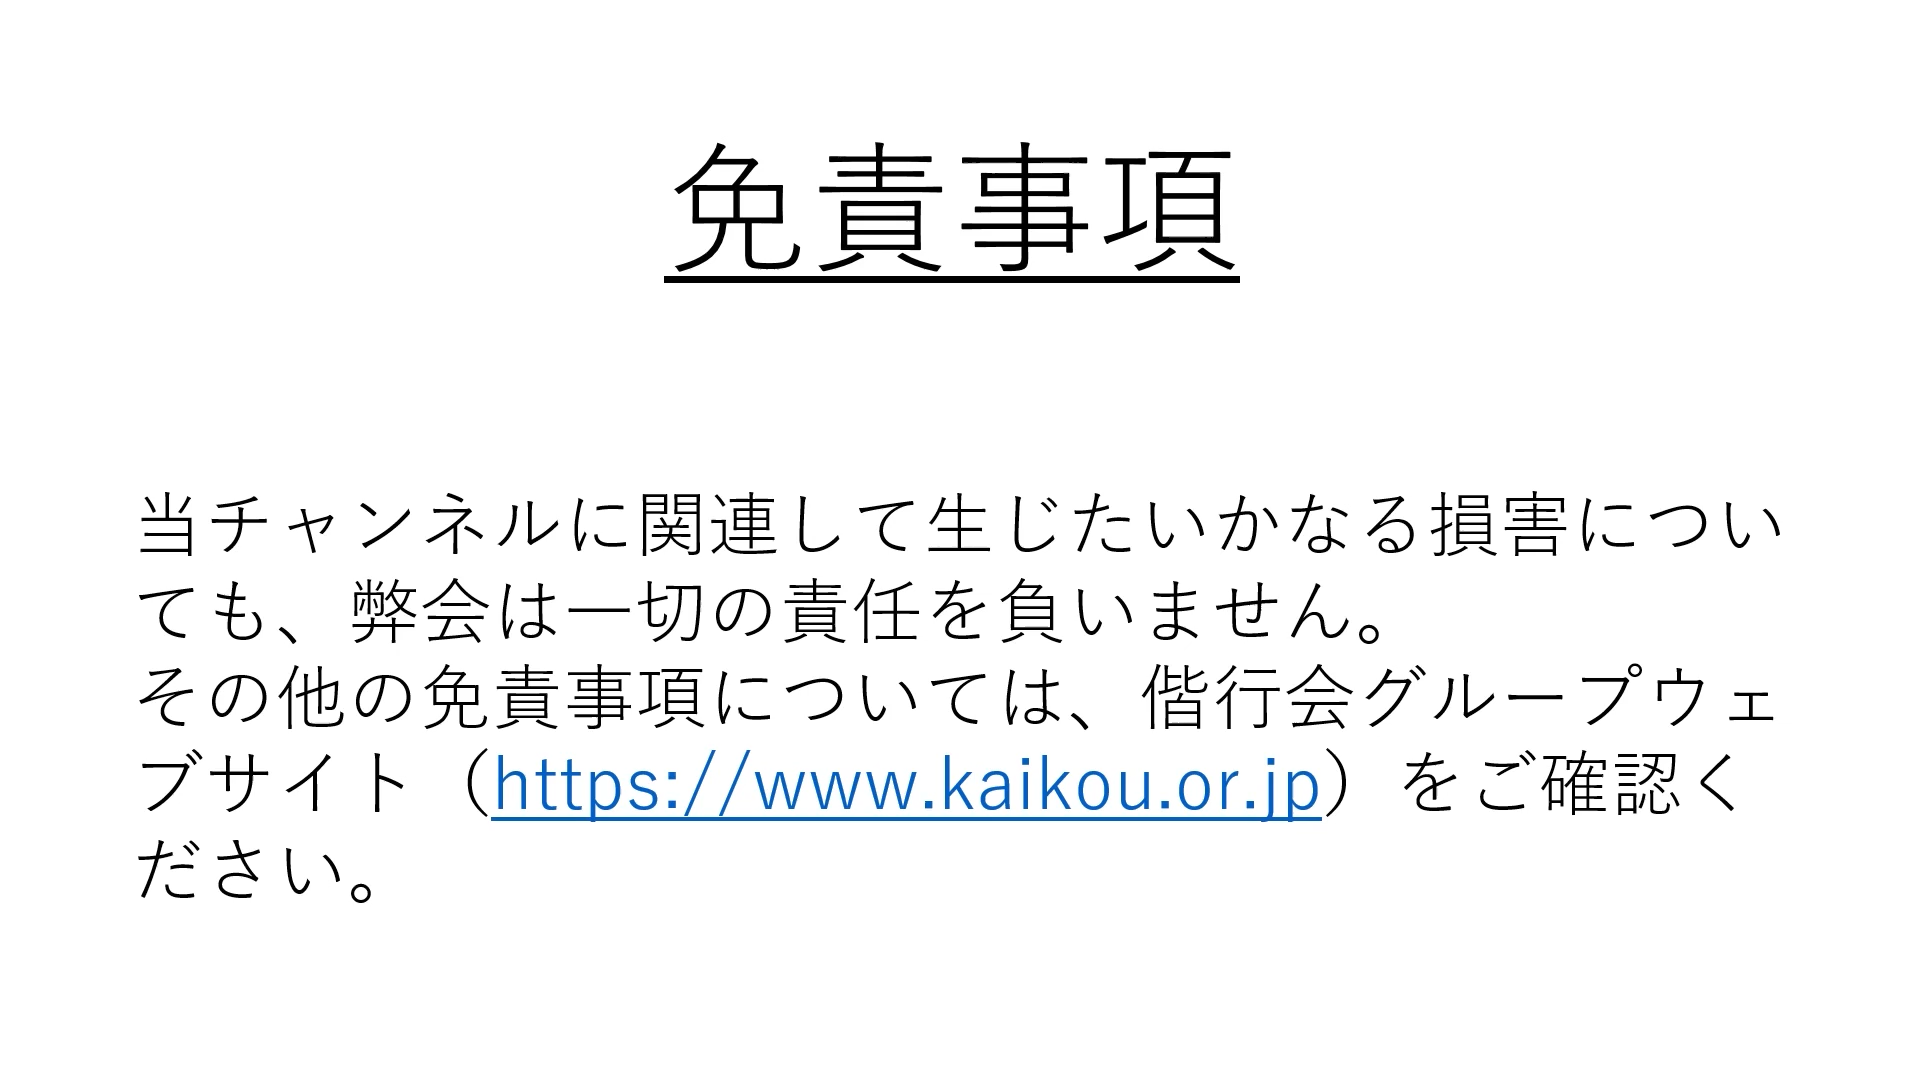 免責事項
当チャンネルに関連して生じたいかなる損害につい
ても、弊会は一切の責任を負いません。
その他の免責事項については、偕行会グループウェ
ブサイト（https://www.kaikou.or.jp）をご確認く
ださい。